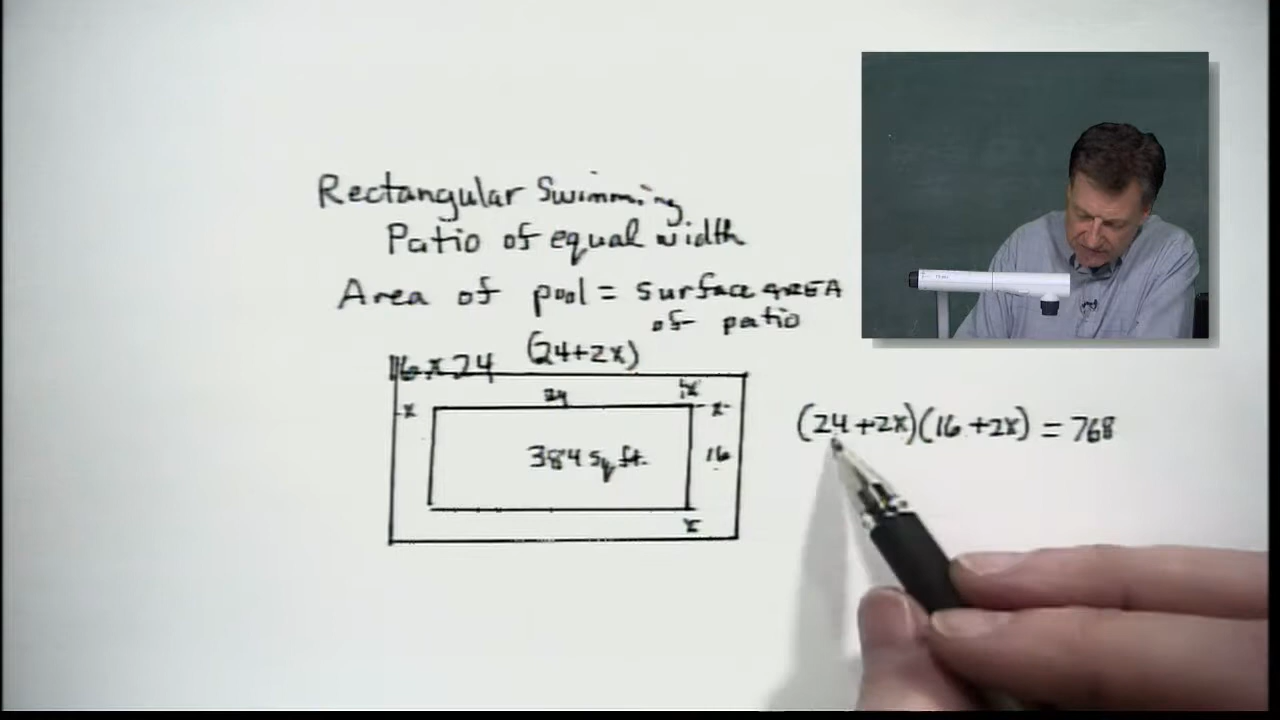 Rectangular Swimming
Patio of equal width
Area of pool = surface AREA
of patio
16 x 24 (24+2x)
24 x
x x
384 sq ft. 16
x
(24+2x)(16+2x) = 768